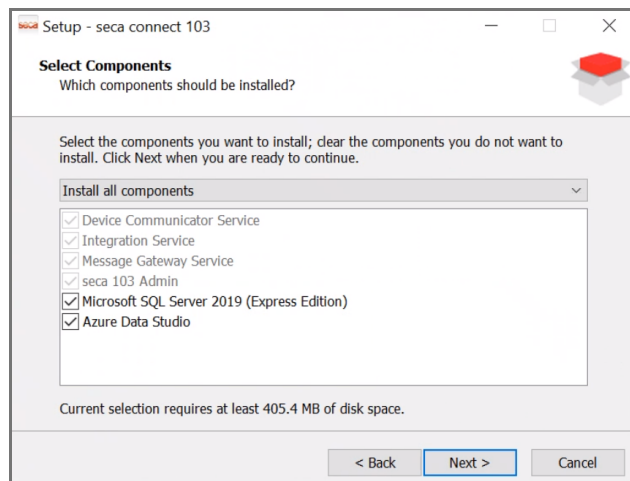 seca Setup - seca connect 103
Select Components
Which components should be installed?
Select the components you want to install; clear the components you do not want to
install. Click Next when you are ready to continue.
Install all components
Device Communicator Service
Integration Service
Message Gateway Service
seca 103 Admin
Microsoft SQL Server 2019 (Express Edition)
Azure Data Studio
Current selection requires at least 405.4 MB of disk space.
< Back Next > Cancel